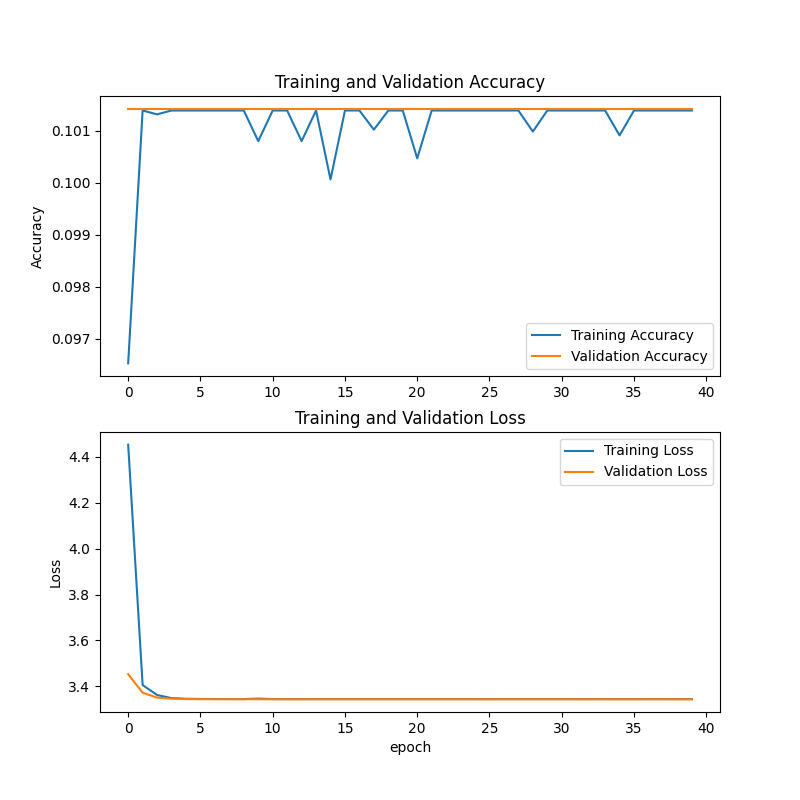 Training and Validation Accuracy
0.101
0.100
0.099
0.098
0.097
Accuracy
Training Accuracy
Validation Accuracy
0 5 10 15 20 25 30 35 40
Training and Validation Loss
4.4
4.2
4.0
3.8
3.6
3.4
Loss
Training Loss
Validation Loss
0 5 10 15 20 25 30 35 40
epoch